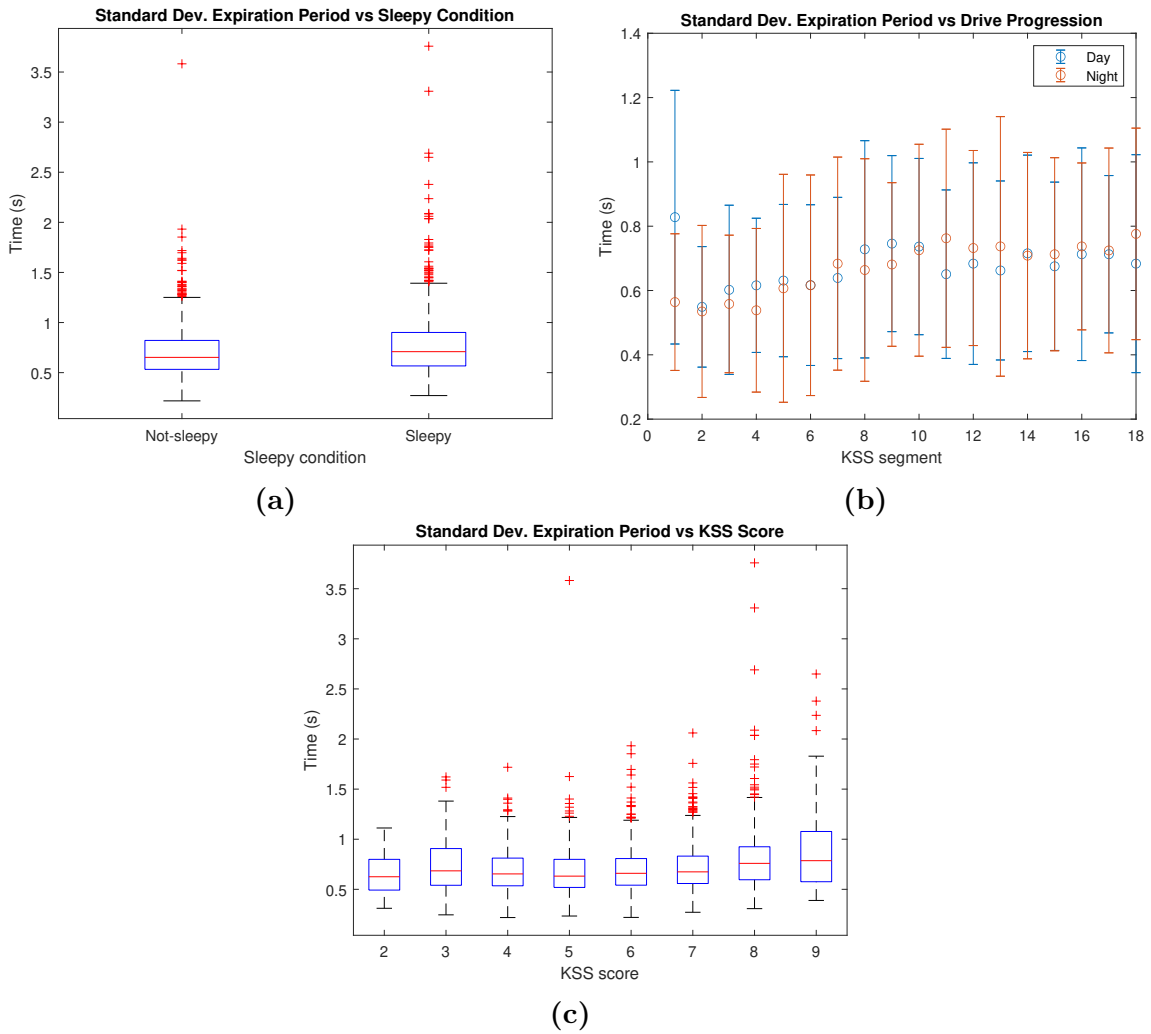 Standard Dev. Expiration Period vs Sleepy Condition
3.5
3
2.5
2
1.5
1
0.5
Time (s)
Not-sleepy Sleepy
Sleepy condition
(a)
Standard Dev. Expiration Period vs Drive Progression
1.4
1.2
1
0.8
0.6
0.4
0.2
Time (s)
Day
Night
0 2 4 6 8 10 12 14 16 18
KSS segment
(b)
Standard Dev. Expiration Period vs KSS Score
3.5
3
2.5
2
1.5
1
0.5
Time (s)
2 3 4 5 6 7 8 9
KSS score
(c)